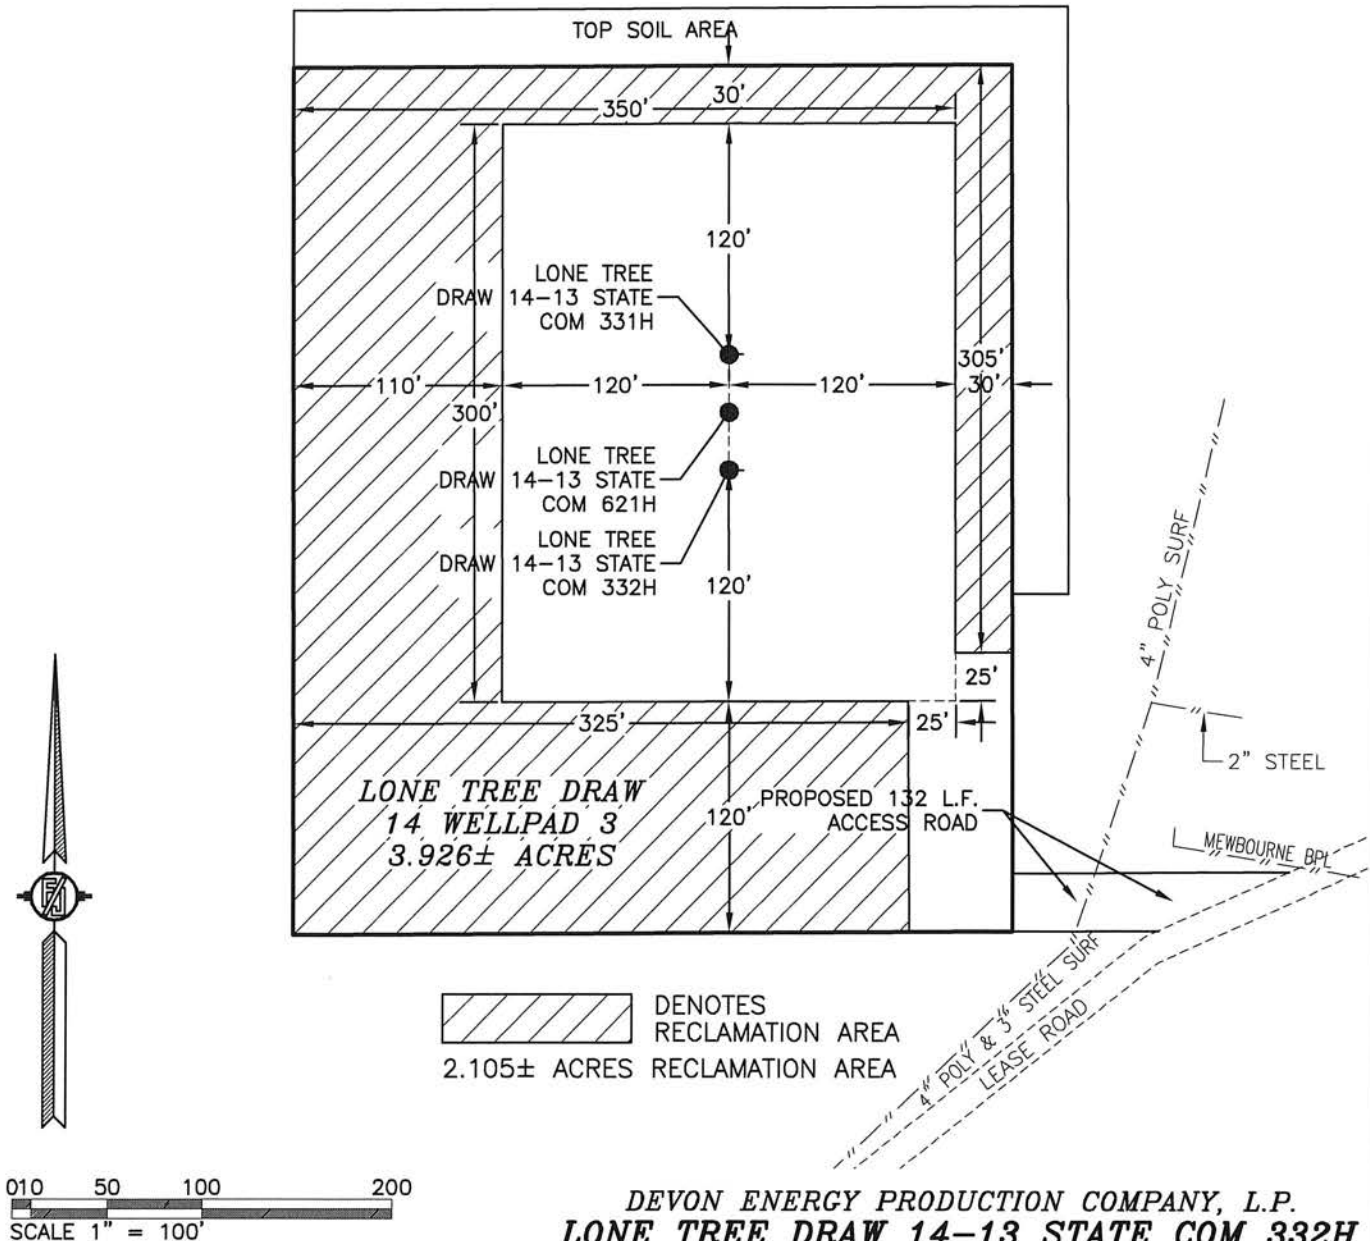 TOP SOIL AREA
30'
350'
120'
LONE TREE
DRAW 14-13 STATE
COM 331H
305'
110'
120'
120'
30'
300'
LONE TREE
DRAW 14-13 STATE
COM 621H
LONE TREE
DRAW 14-13 STATE
COM 332H
120'
4" POLY SURF
25'
325'
25'
2" STEEL
LONE TREE DRAW
14 WELLPAD 3
3.926± ACRES
120'
PROPOSED 132 L.F.
ACCESS ROAD
MEWBOURNE BPL
4" POLY & 3" STEEL SURF
LEASE ROAD
DENOTES
RECLAMATION AREA
2.105± ACRES RECLAMATION AREA
010 50 100 200
SCALE 1" = 100'
DEVON ENERGY PRODUCTION COMPANY, L.P.
LONE TREE DRAW 14-13 STATE COM 332H